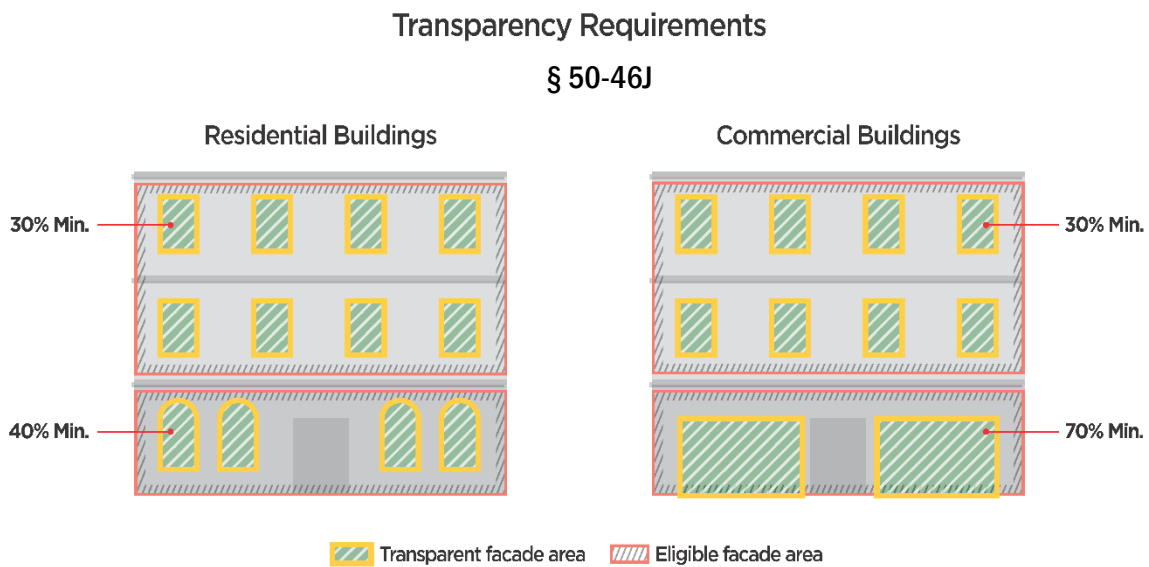 Transparency Requirements
§ 50-46J
Residential Buildings
Commercial Buildings
30% Min.
30% Min.
40% Min.
70% Min.
Transparent facade area
Eligible facade area